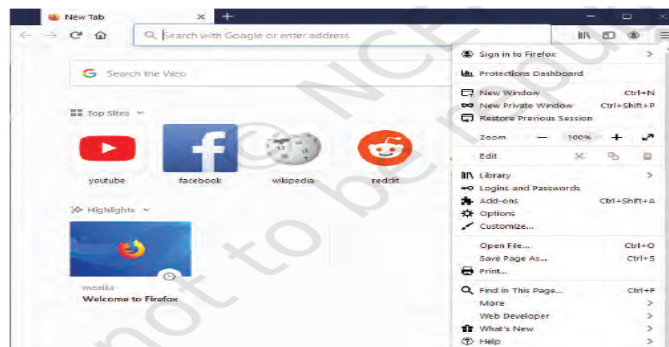 New Tab
Search with Google or enter address
Search the Web
Top Sites
youtube
facebook
wikipedia
reddit
Highlights
mozilla
Welcome to Firefox
Sign in to Firefox
Protections Dashboard
New Window Ctrl+N
New Private Window Ctrl+Shift+P
Restore Previous Session
Zoom 100%
Edit
Library
Logins and Passwords
Add-ons Ctrl+Shift+A
Options
Customize...
Open File... Ctrl+O
Save Page As... Ctrl+S
Print...
Find in This Page... Ctrl+F
More
Web Developer
What's New
Help
© NCE
not to be repu